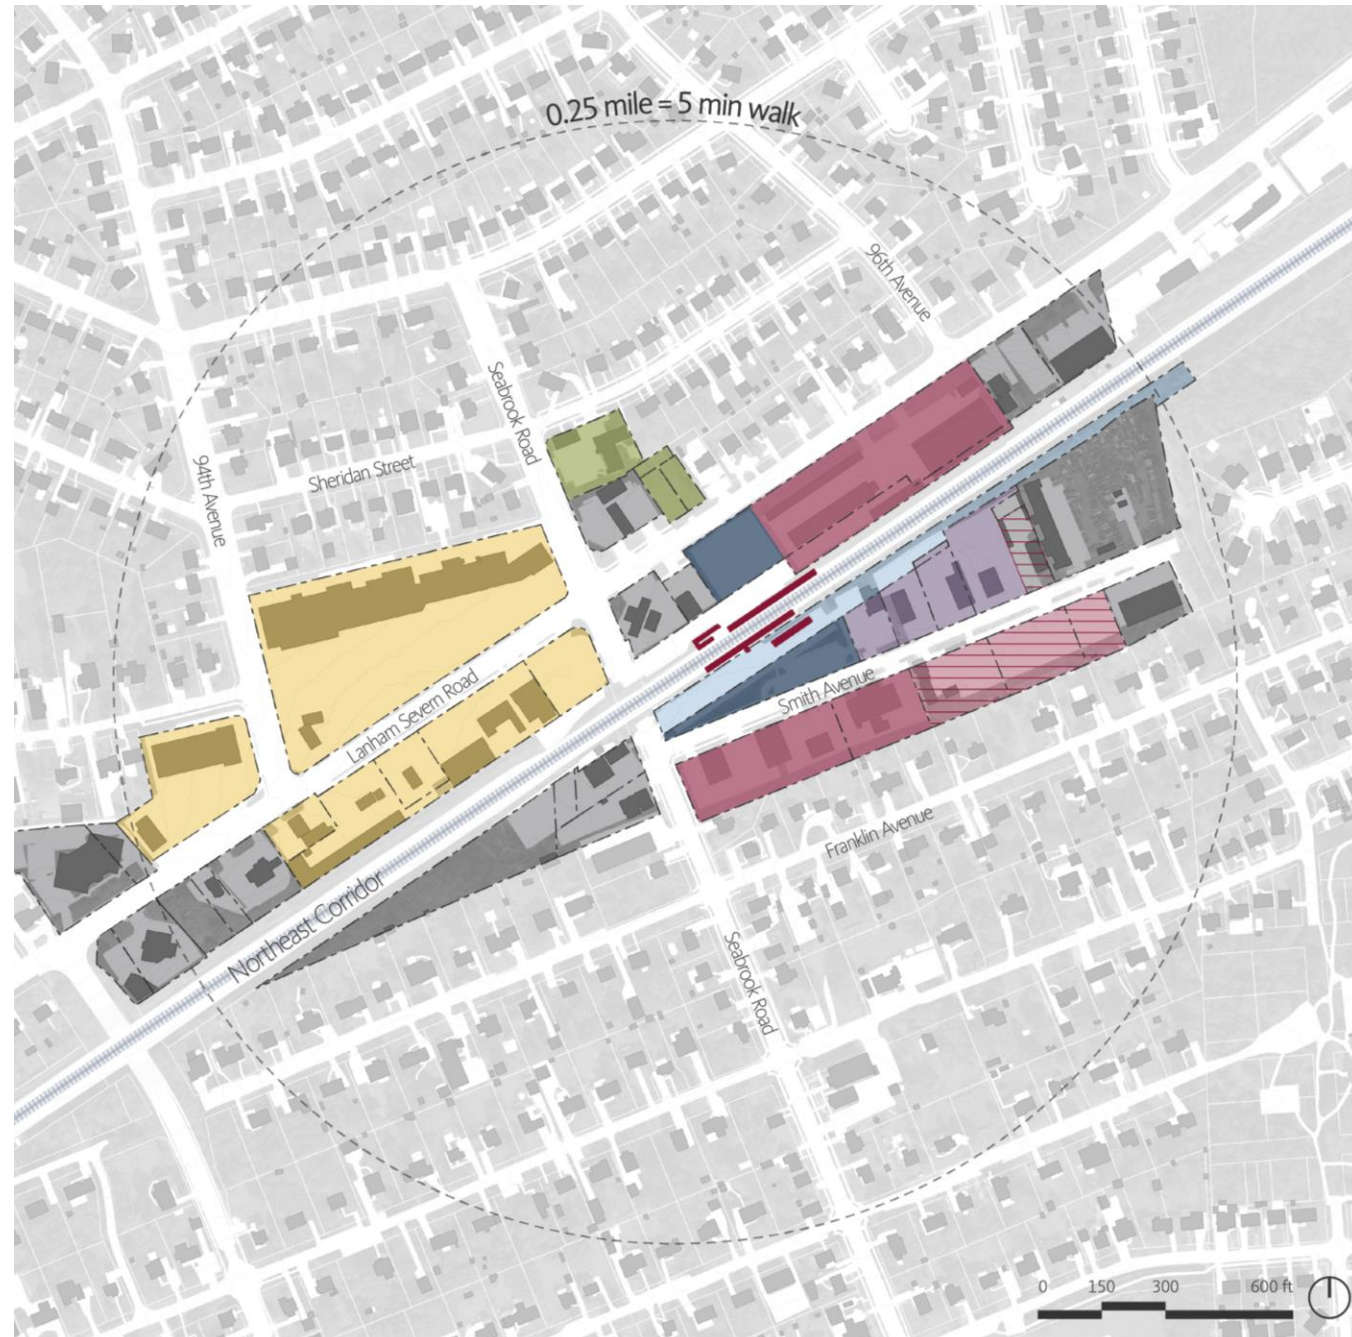 0.25 mile = 5 min walk
96th Avenue
Seabrook Road
94th Avenue
Sheridan Street
Lanham Severn Road
Smith Avenue
Franklin Avenue
Northeast Corridor
Seabrook Road
0 150 300 600 ft